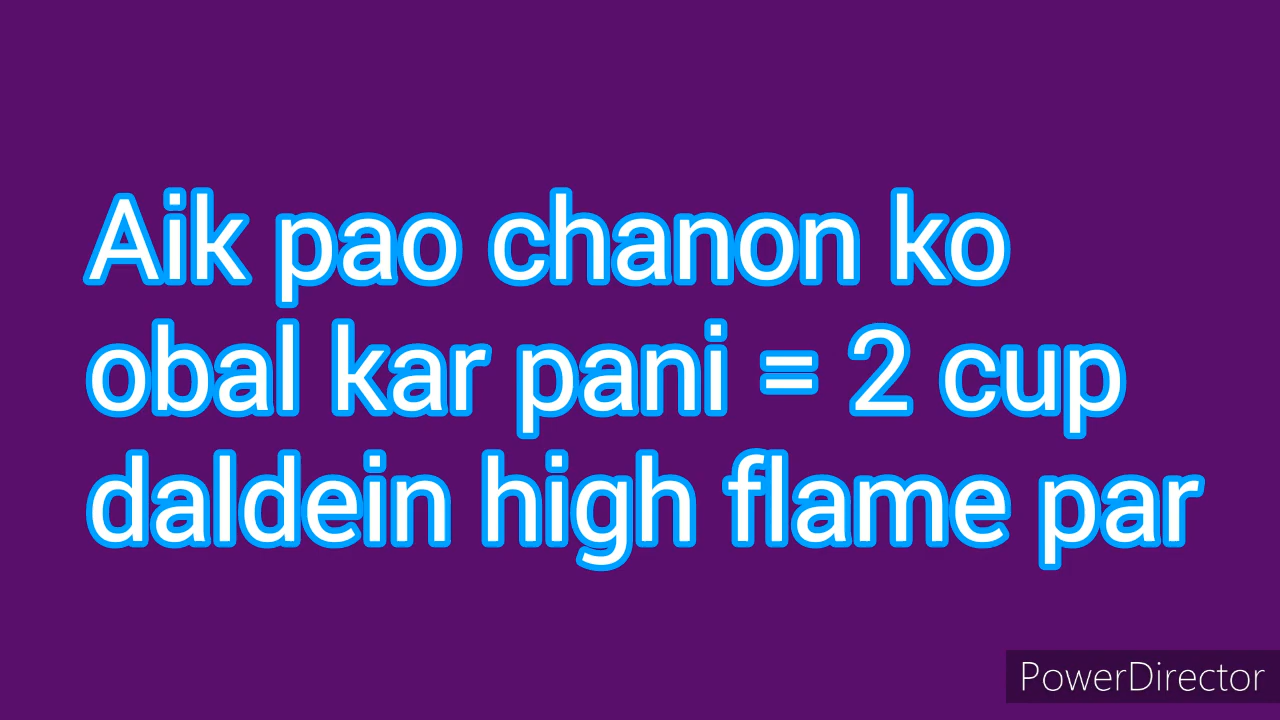 Aik pao chanon ko
obal kar pani = 2 cup
daldein high flame par
PowerDirector